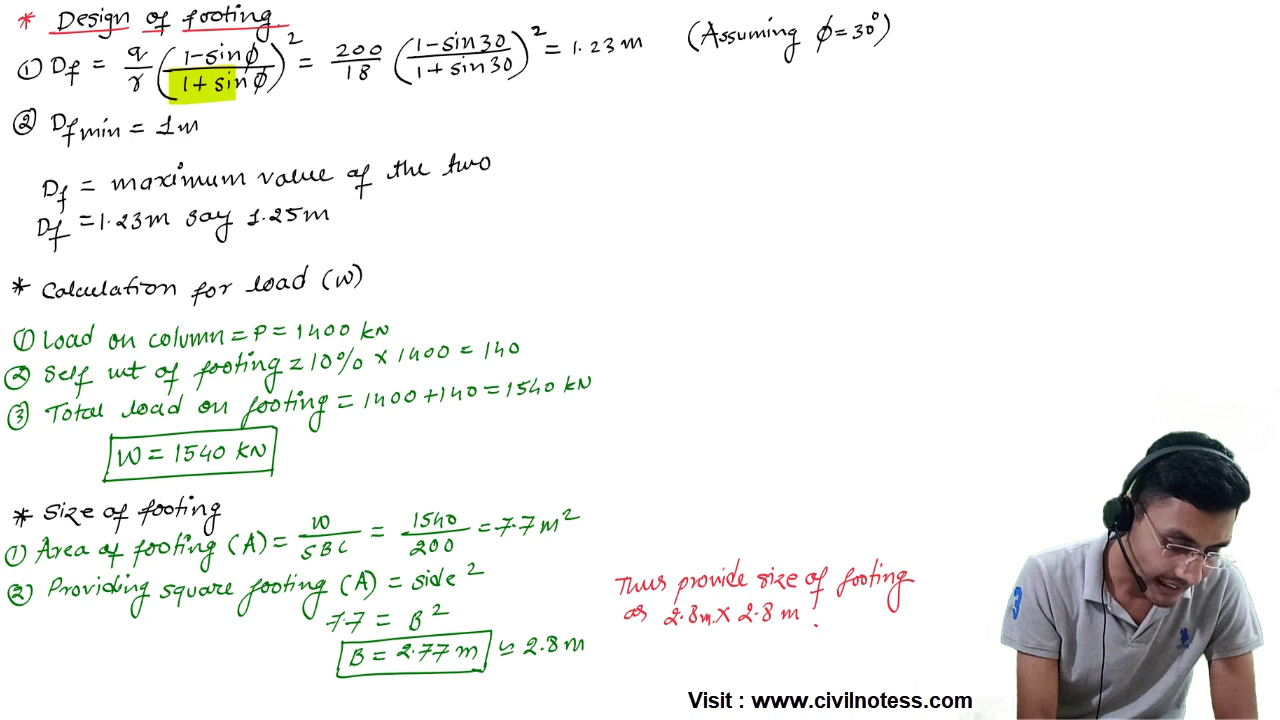 * Design of footing
① Df = q/γ ((1-sinϕ)/(1+sinϕ))² = 200/18 ((1-sin30)/(1+sin30))² = 1.23 m (Assuming ϕ=30°)
② Df min = 1m
Df = maximum value of the two
Df = 1.23m say 1.25m
* Calculation for load (W)
① Load on column = P = 1400 kN
② Self wt of footing = 10% × 1400 = 140
③ Total load on footing = 1400 + 140 = 1540 kN
W = 1540 kN
* Size of footing
① Area of footing (A) = W/SBC = 1540/200 = 7.7 m²
② Providing square footing (A) = side²
7.7 = B²
B = 2.77 m ≃ 2.8 m
Thus provide size of footing
as 2.8m × 2.8 m.
3
Visit : www.civilnotess.com